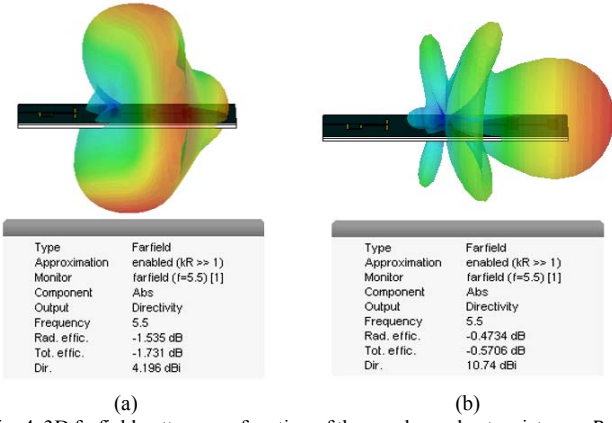 Type Farfield
Approximation enabled (kR >> 1)
Monitor farfield (f=5.5) [1]
Component Abs
Output Directivity
Frequency 5.5
Rad. effic. -1.535 dB
Tot. effic. -1.731 dB
Dir. 4.196 dBi
Type Farfield
Approximation enabled (kR >> 1)
Monitor farfield (f=5.5) [1]
Component Abs
Output Directivity
Frequency 5.5
Rad. effic. -0.4734 dB
Tot. effic. -0.5706 dB
Dir. 10.74 dBi
(a) (b)